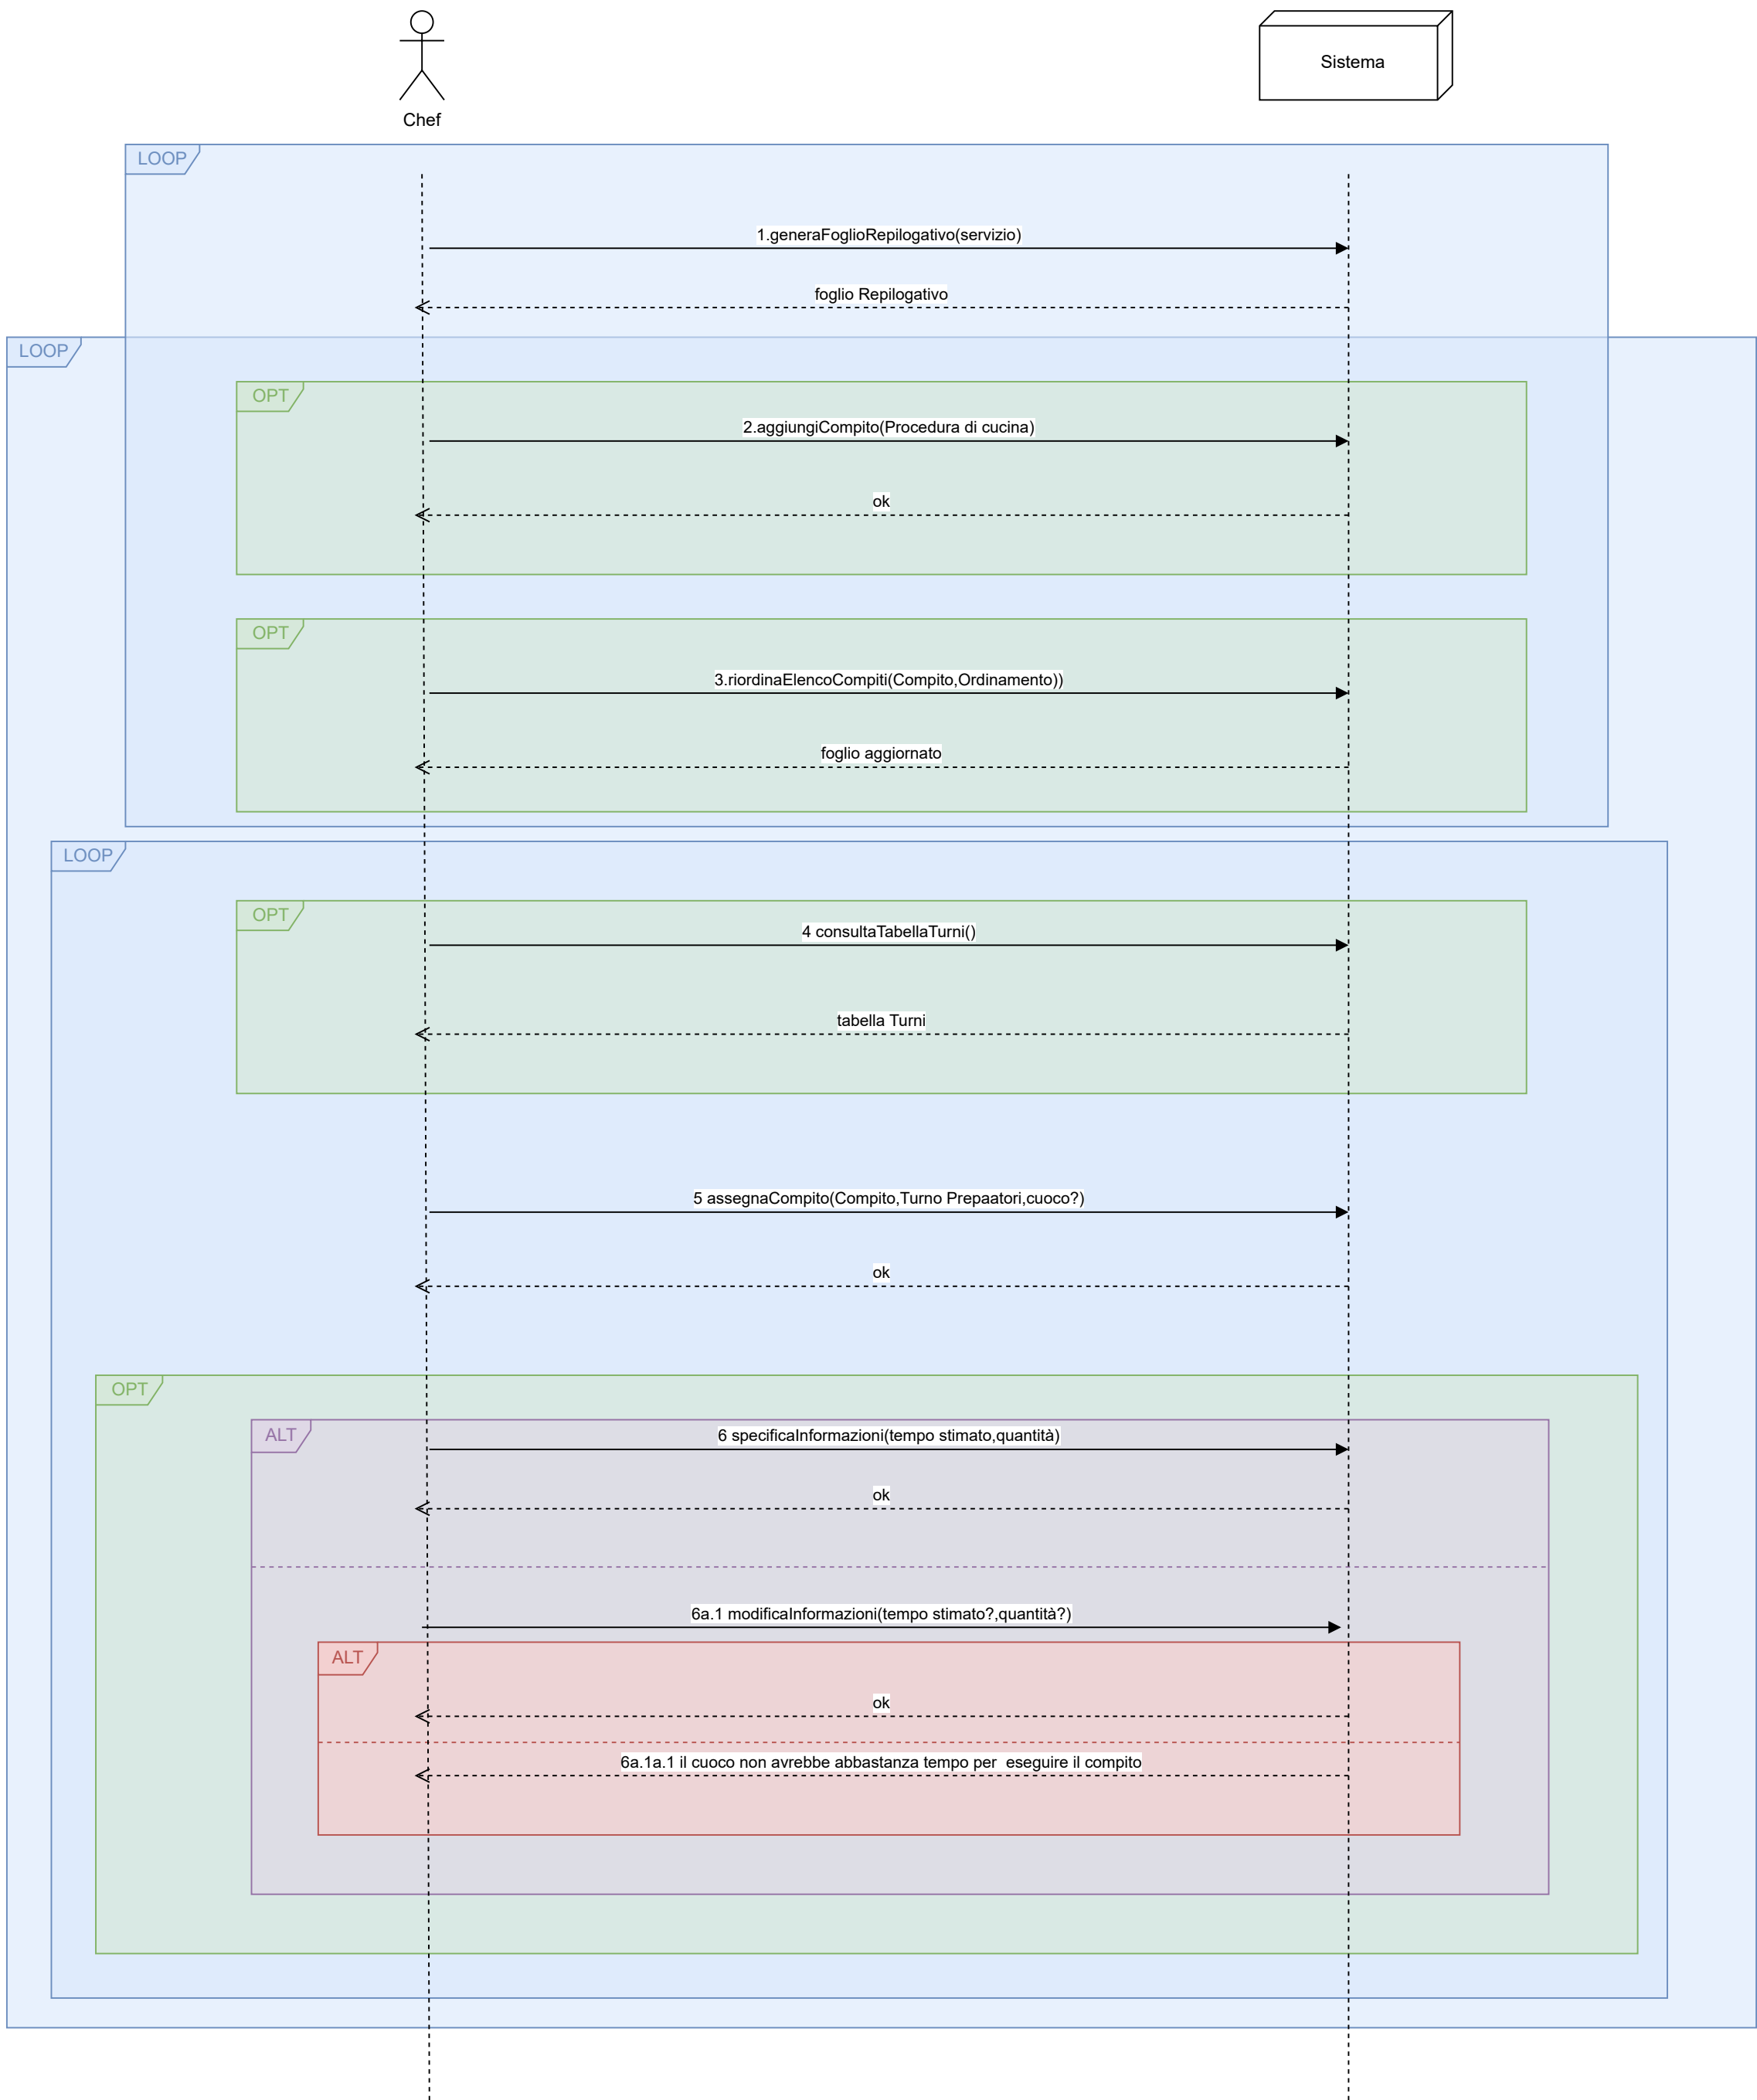 Sistema
Chef
LOOP
1.generaFoglioRepilogativo(servizio)
foglio Repilogativo
LOOP
OPT
2.aggiungiCompito(Procedura di cucina)
ok
OPT
3.riordinaElencoCompiti(Compito,Ordinamento))
foglio aggiornato
LOOP
OPT
4 consultaTabellaTurni()
tabella Turni
5 assegnaCompito(Compito,Turno Prepaatori,cuoco?)
ok
OPT
ALT
6 specificaInformazioni(tempo stimato,quantità)
ok
6a.1 modificaInformazioni(tempo stimato?,quantità?)
ALT
ok
6a.1a.1 il cuoco non avrebbe abbastanza tempo per  eseguire il compito